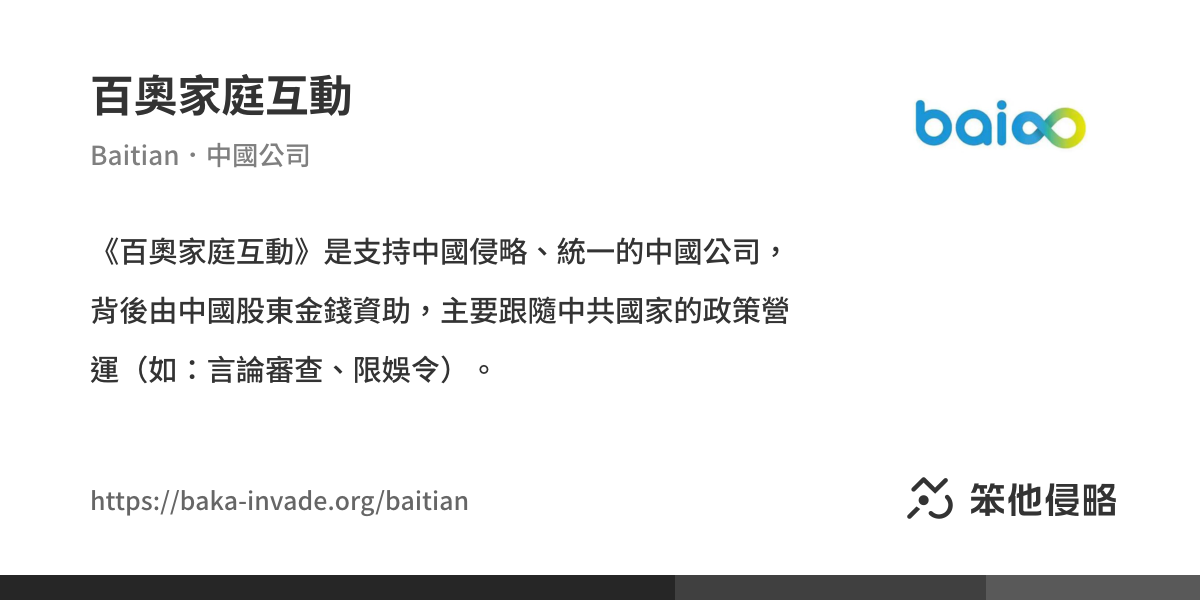 百奧家庭互動
Baitian・中國公司
baioo
《百奧家庭互動》是支持中國侵略、統一的中國公司，
背後由中國股東金錢資助，主要跟隨中共國家的政策營
運（如：言論審查、限娛令）。
https://baka-invade.org/baitian
笨他侵略